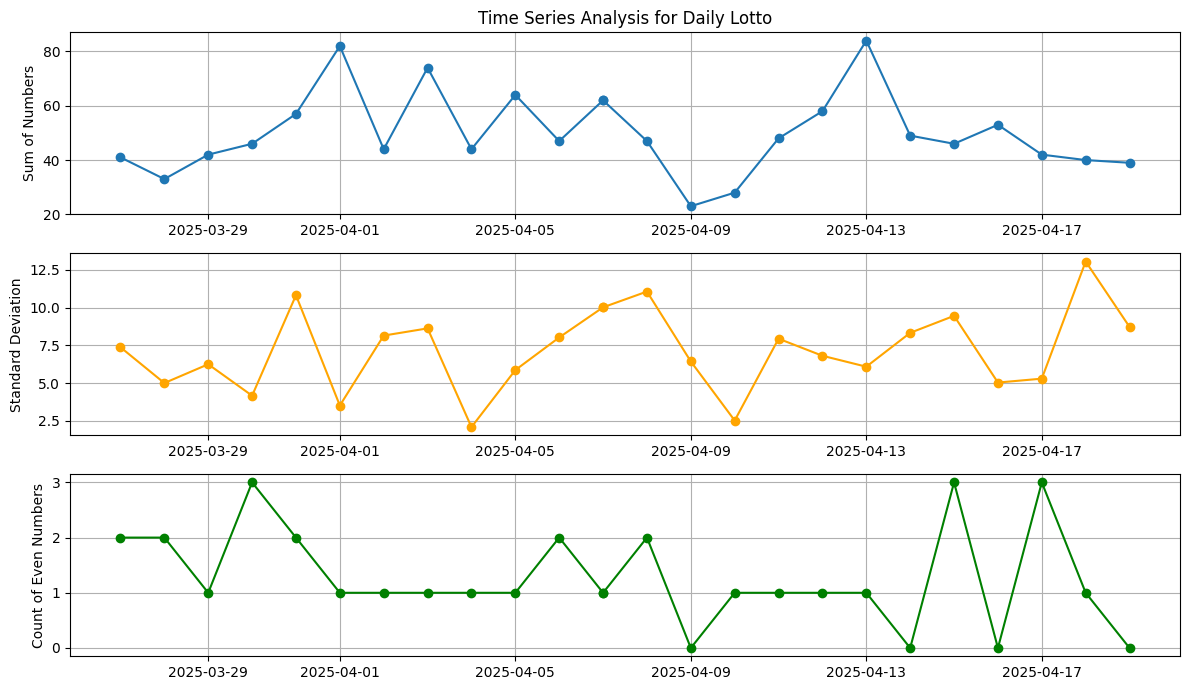 Time Series Analysis for Daily Lotto
Sum of Numbers
80
60
40
20
2025-03-29 2025-04-01 2025-04-05 2025-04-09 2025-04-13 2025-04-17
Standard Deviation
12.5
10.0
7.5
5.0
2.5
2025-03-29 2025-04-01 2025-04-05 2025-04-09 2025-04-13 2025-04-17
Count of Even Numbers
3
2
1
0
2025-03-29 2025-04-01 2025-04-05 2025-04-09 2025-04-13 2025-04-17